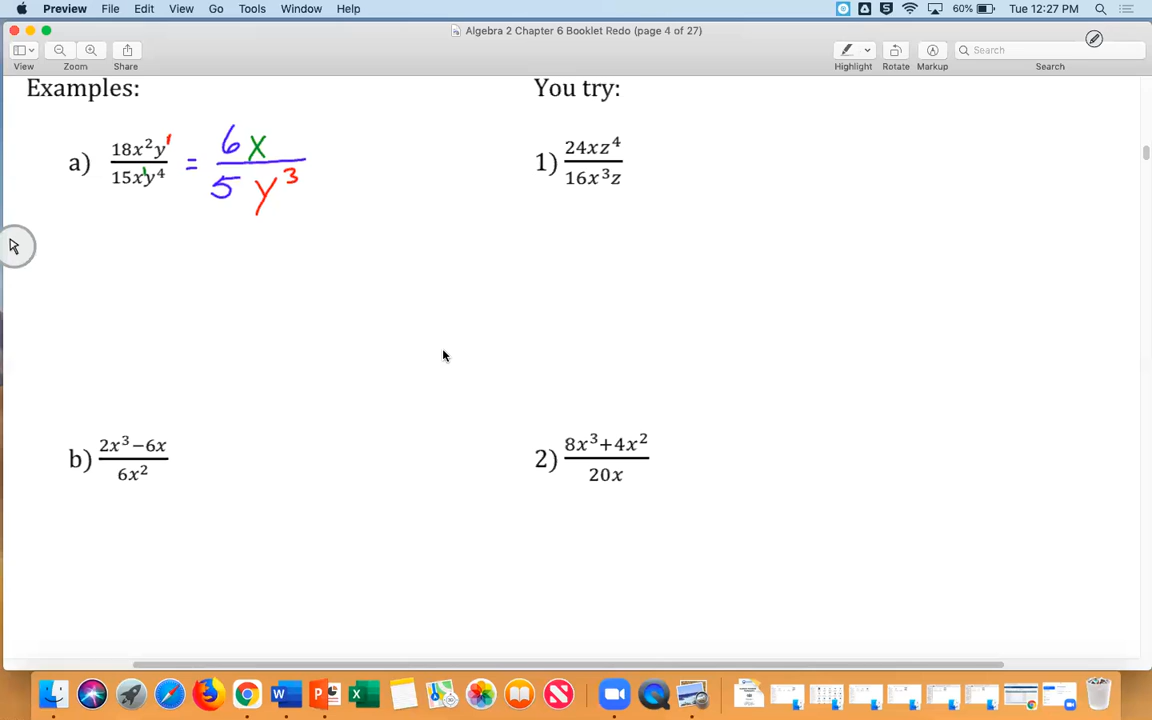 Preview File Edit View Go Tools Window Help 60% Tue 12:27 PM
Algebra 2 Chapter 6 Booklet Redo (page 4 of 27)
View Zoom Share Highlight Rotate Markup Search
Search
Examples: You try:
a) 18x²y¹ / 15x¹y⁴ = 6x / 5y³
1) 24xz⁴ / 16x³z
b) 2x³−6x / 6x²
2) 8x³+4x² / 20x